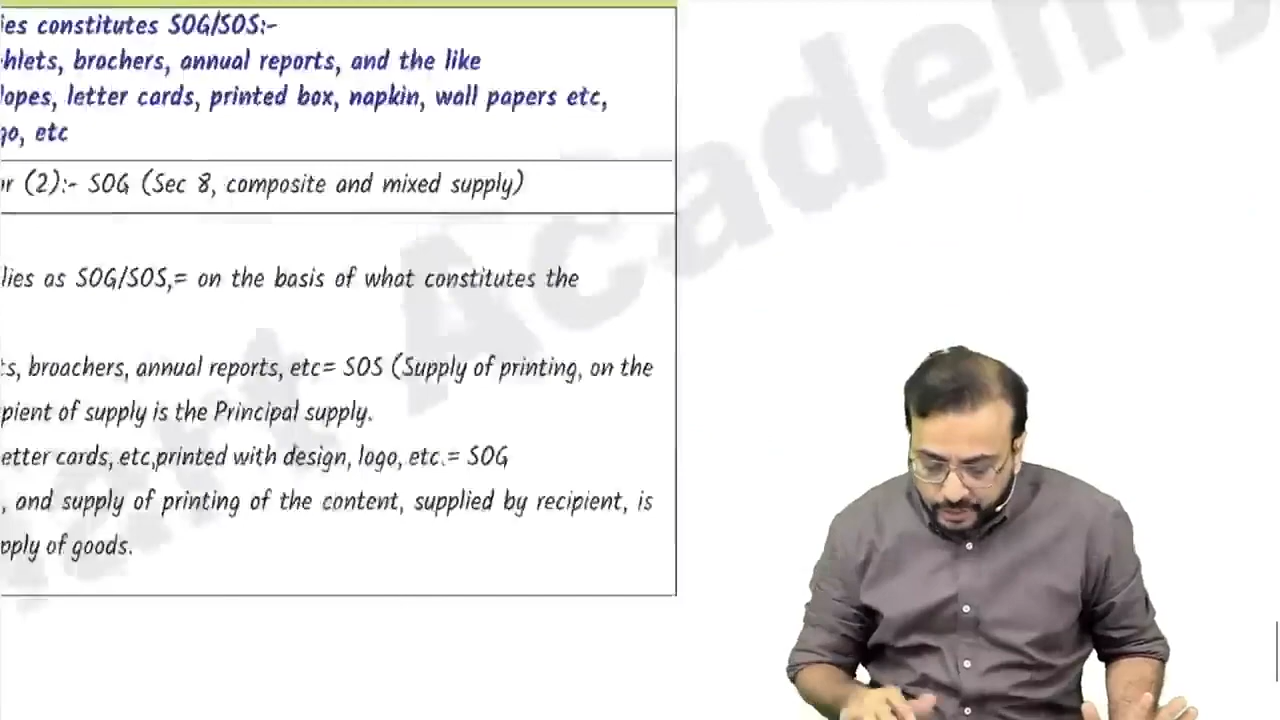 ies constitutes SOG/SOS:-
hlets, brochers, annual reports, and the like
lopes, letter cards, printed box, napkin, wall papers etc,
go, etc
or (2):- SOG (Sec 8, composite and mixed supply)
lies as SOG/SOS,= on the basis of what constitutes the
ts, broachers, annual reports, etc= SOS (Supply of printing, on the
pient of supply is the Principal supply.
etter cards, etc,printed with design, logo, etc.= SOG
, and supply of printing of the content, supplied by recipient, is
pply of goods.
art Academy